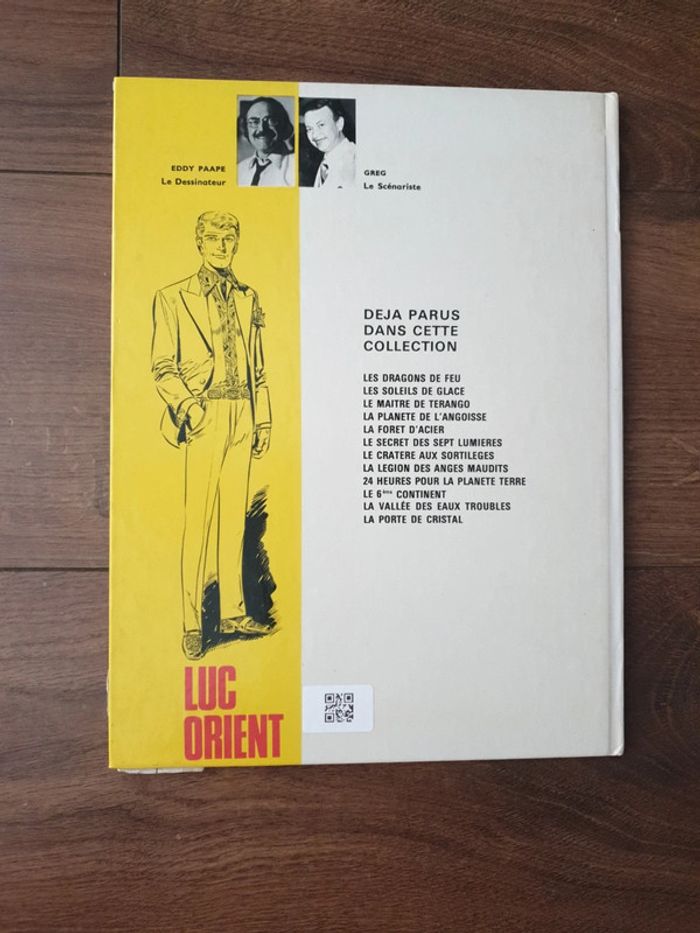 EDDY PAAPE
Le Dessinateur
GREG
Le Scénariste
DEJA PARUS
DANS CETTE
COLLECTION
LES DRAGONS DE FEU
LES SOLEILS DE GLACE
LE MAITRE DE TERANGO
LA PLANETE DE L'ANGOISSE
LA FORET D'ACIER
LE SECRET DES SEPT LUMIERES
LE CRATERE AUX SORTILEGES
LA LEGION DES ANGES MAUDITS
24 HEURES POUR LA PLANETE TERRE
LE 6ème CONTINENT
LA VALLÉE DES EAUX TROUBLES
LA PORTE DE CRISTAL
LUC
ORIENT